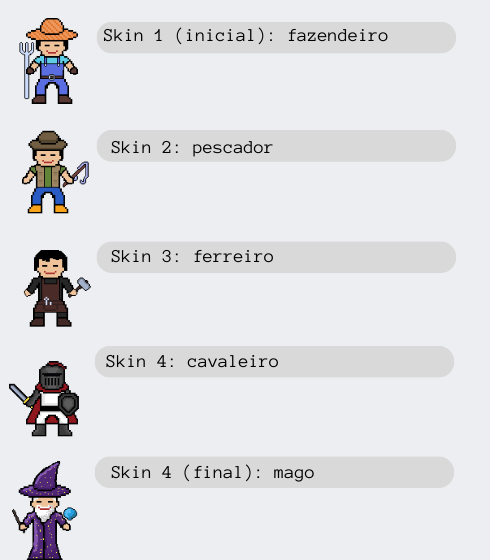 Skin 1 (inicial): fazendeiro
Skin 2: pescador
Skin 3: ferreiro
Skin 4: cavaleiro
Skin 4 (final): mago